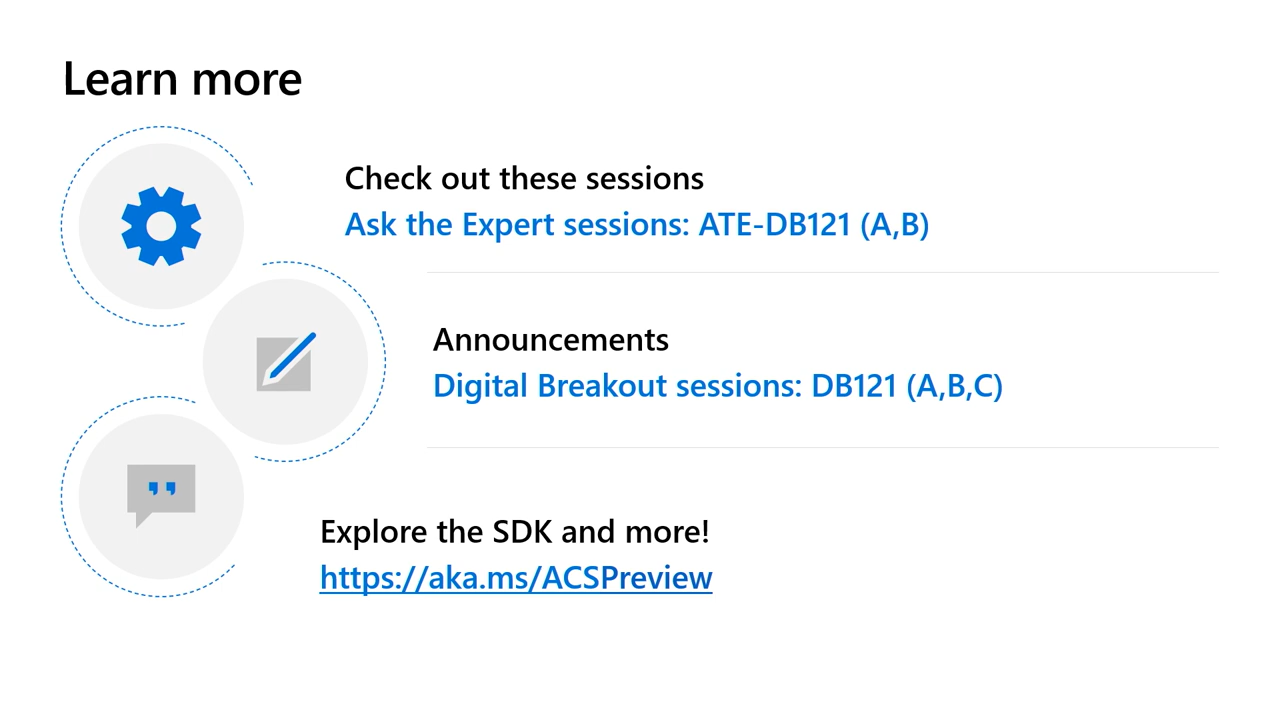 Learn more
Check out these sessions
Ask the Expert sessions: ATE-DB121 (A,B)
Announcements
Digital Breakout sessions: DB121 (A,B,C)
Explore the SDK and more!
https://aka.ms/ACSPreview